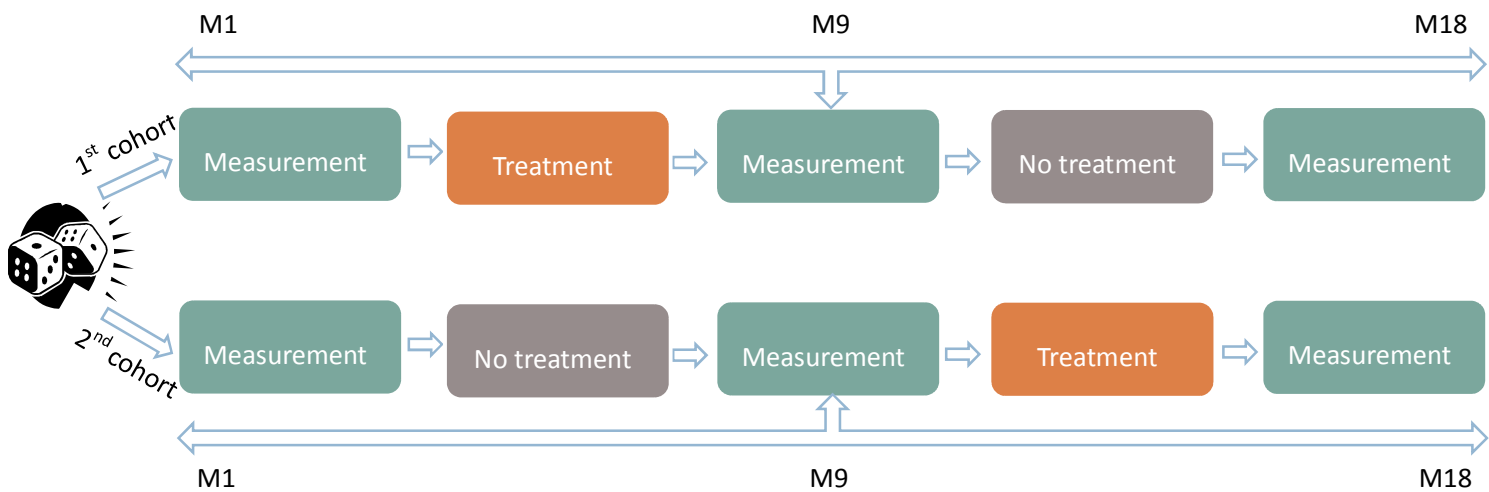 M1 M9 M18
1st cohort
Measurement Treatment Measurement No treatment Measurement
2nd cohort
Measurement No treatment Measurement Treatment Measurement
M1 M9 M18